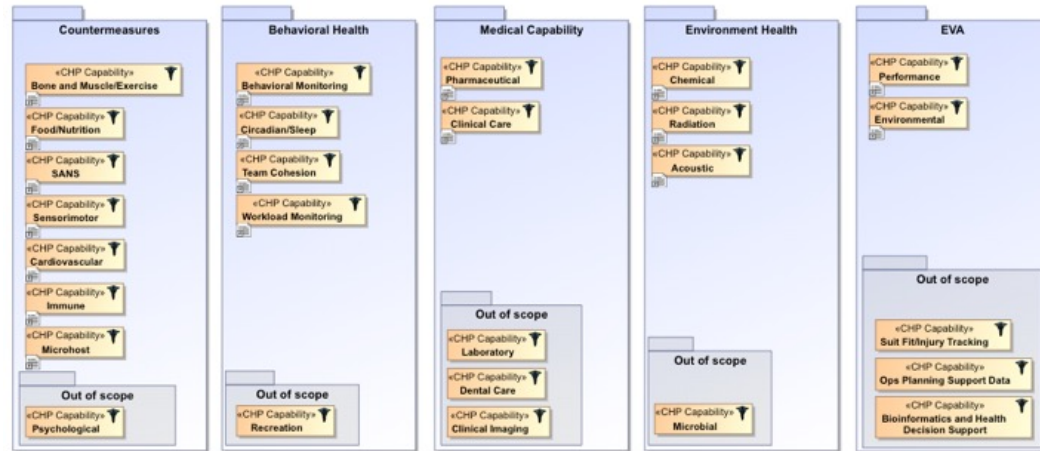 Countermeasures
«CHP Capability»
Bone and Muscle/Exercise
«CHP Capability»
Food/Nutrition
«CHP Capability»
SANS
«CHP Capability»
Sensorimotor
«CHP Capability»
Cardiovascular
«CHP Capability»
Immune
«CHP Capability»
Microhost
Out of scope
«CHP Capability»
Psychological
Behavioral Health
«CHP Capability»
Behavioral Monitoring
«CHP Capability»
Circadian/Sleep
«CHP Capability»
Team Cohesion
«CHP Capability»
Workload Monitoring
Out of scope
«CHP Capability»
Recreation
Medical Capability
«CHP Capability»
Pharmaceutical
«CHP Capability»
Clinical Care
Out of scope
«CHP Capability»
Laboratory
«CHP Capability»
Dental Care
«CHP Capability»
Clinical Imaging
Environment Health
«CHP Capability»
Chemical
«CHP Capability»
Radiation
«CHP Capability»
Acoustic
Out of scope
«CHP Capability»
Microbial
EVA
«CHP Capability»
Performance
«CHP Capability»
Environmental
Out of scope
«CHP Capability»
Suit Fit/Injury Tracking
«CHP Capability»
Ops Planning Support Data
«CHP Capability»
Bioinformatics and Health
Decision Support